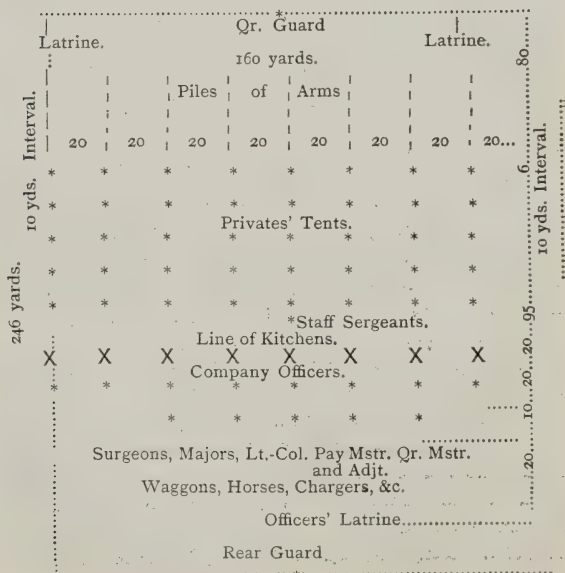 Qr. Guard
Latrine. Latrine.
160 yards.
80
Piles of Arms
20 20 20 20 20 20 20 20...
10 yds. Interval.
6
10 yds. Interval
Privates' Tents.
246 yards.
*Staff Sergeants.
95
Line of Kitchens.
20
X X X X X X X X
Company Officers.
20
10
Surgeons, Majors, Lt.-Col. Pay Mstr. Qr. Mstr.
and Adjt.
20
Waggons, Horses, Chargers, &c.
Officers' Latrine
Rear Guard